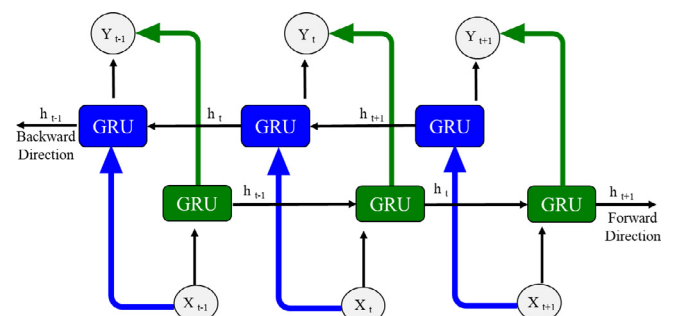 Y t-1
Y t
Y t+1
h t-1
h t
h t+1
GRU
GRU
GRU
Backward
Direction
h t-1
h t
h t+1
GRU
GRU
GRU
Forward
Direction
X t-1
X t
X t+1